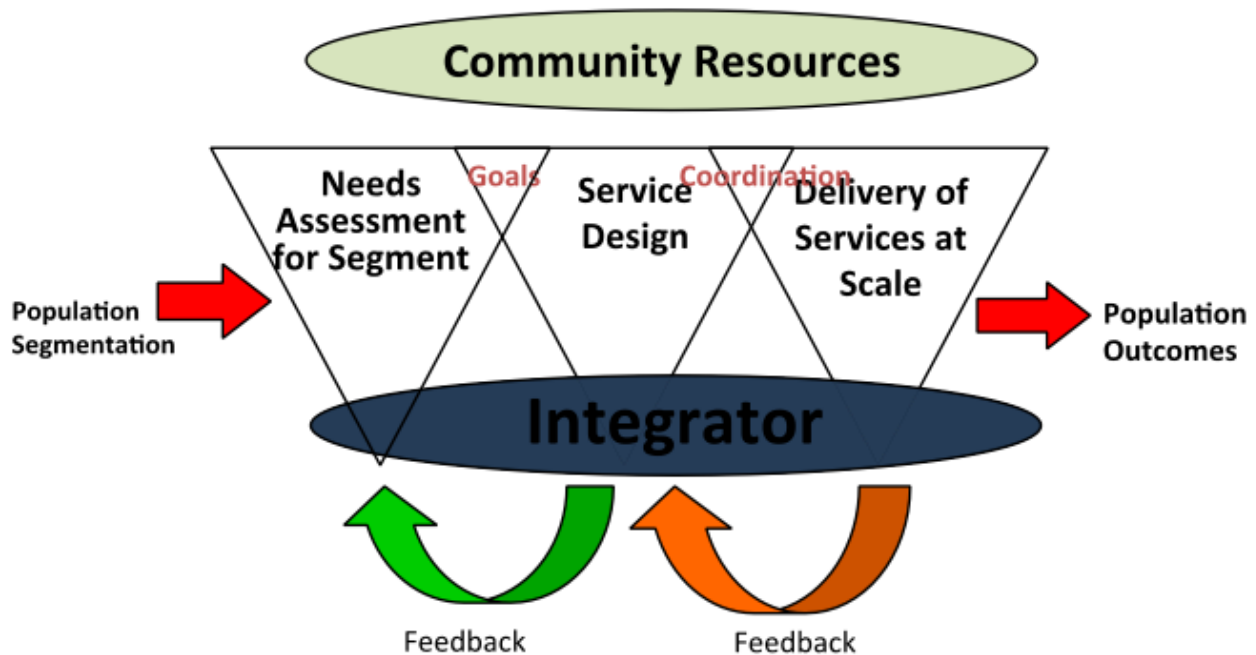 Community Resources
Needs
Assessment
for Segment
Goals
Service
Design
Coordination
Delivery of
Services at
Scale
Population
Segmentation
Population
Outcomes
Integrator
Feedback
Feedback